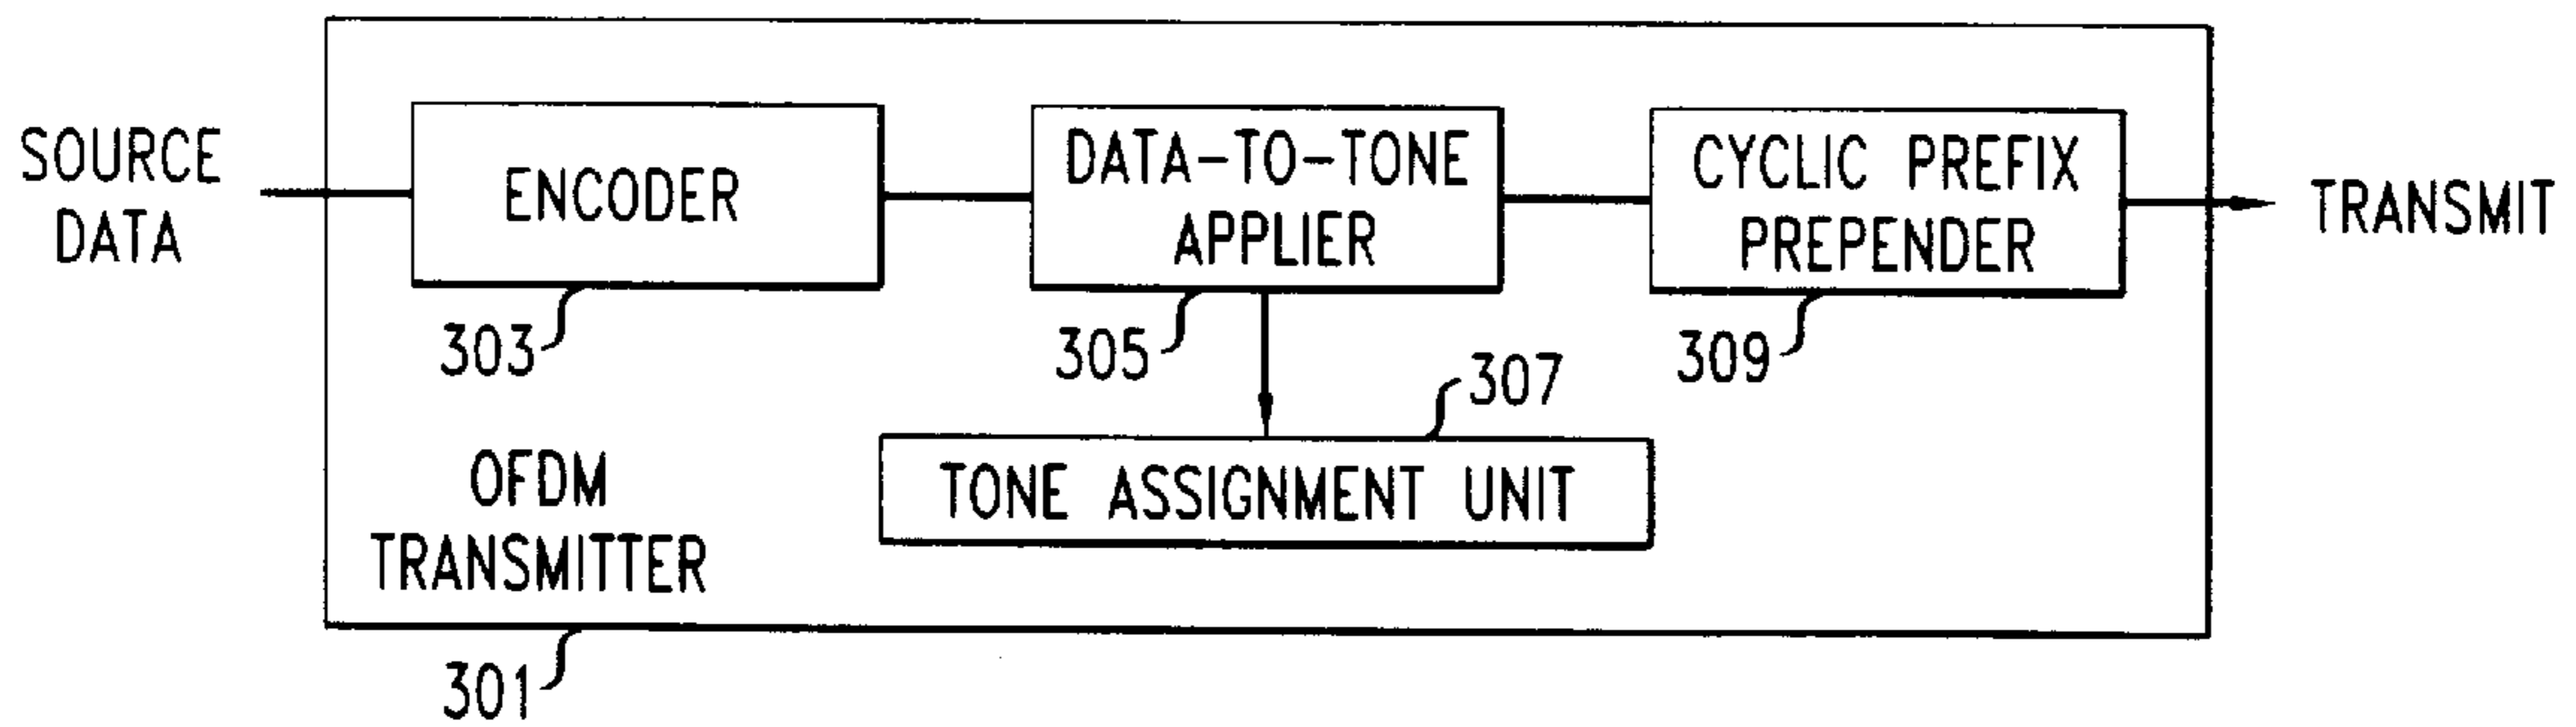 SOURCE
DATA
ENCODER
303
DATA-TO-TONE
APPLIER
305
CYCLIC PREFIX
PREPENDER
309
TRANSMIT
307
TONE ASSIGNMENT UNIT
OFDM
TRANSMITTER
301